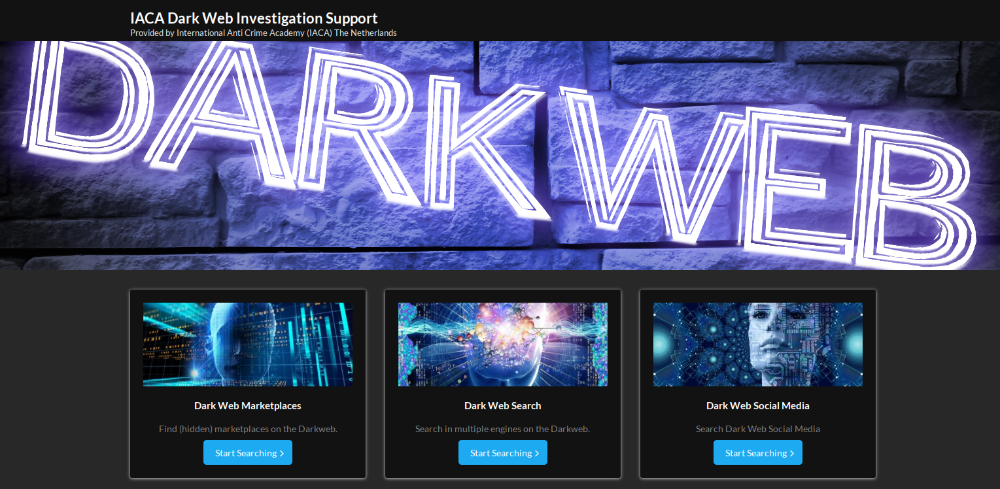 IACA Dark Web Investigation Support
Provided by International Anti Crime Academy (IACA) The Netherlands
DARK WEB
Dark Web Marketplaces
Find (hidden) marketplaces on the Darkweb.
Start Searching
Dark Web Search
Search in multiple engines on the Darkweb.
Start Searching
Dark Web Social Media
Search Dark Web Social Media
Start Searching